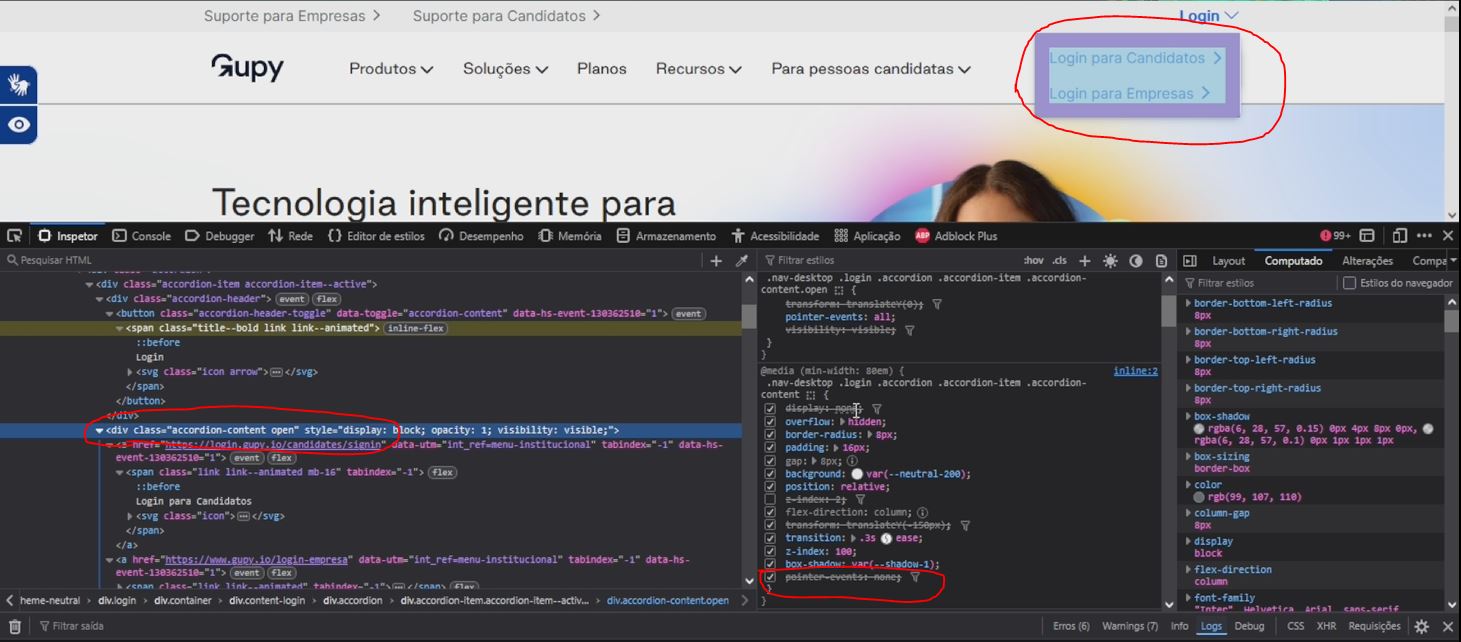 Suporte para Empresas Suporte para Candidatos Login
Gupy Produtos Soluções Planos Recursos Para pessoas candidatas
Login para Candidatos
Login para Empresas
Tecnologia inteligente para
Inspetor Console Debugger Rede {} Editor de estilos Desempenho Memória Armazenamento Acessibilidade Aplicação ABP Adblock Plus 99+
Pesquisar HTML
<div class="accordion-item accordion-item--active">
<div class="accordion-header"> event flex
<button class="accordion-header-toggle" data-toggle="accordion-content" data-hs-event-130362510="1"> event
<span class="title--bold link link--animated"> inline-flex
::before
Login
<svg class="icon arrow"> </svg>
</span>
</button>
</div>
<div class="accordion-content open" style="display: block; opacity: 1; visibility: visible;">
<a href="https://login.gupy.io/candidates/signin" data-utm="int_ref=menu-institucional" tabindex="-1" data-hs-
event-130362510="1"> event flex
<span class="link link--animated mb-16" tabindex="-1"> flex
::before
Login para Candidatos
<svg class="icon"> </svg>
</span>
</a>
<a href="https://www.gupy.io/login-empresa" data-utm="int_ref=menu-institucional" tabindex="-1" data-hs-
event-130362510="1"> event flex
<span class="link link--animated" tabindex="-1"> </span> flex
heme-neutral div.login div.container div.content-login div.accordion div.accordion-item.accordion-item--activ... div.accordion-content.open
Filtrar estilos :hov .cls +
.nav-desktop .login .accordion .accordion-item .accordion-
content.open {
transform: translateY(0);
pointer-events: all;
visibility: visible;
}
}
@media (min-width: 80em) { inline:2
.nav-desktop .login .accordion .accordion-item .accordion-
content {
display: none;
overflow: hidden;
border-radius: 8px;
padding: 16px;
gap: 8px;
background: var(--neutral-200);
position: relative;
z-index: 2;
flex-direction: column;
transform: translateY(-150px);
transition: .3s ease;
z-index: 100;
box-shadow: var(--shadow-1);
pointer-events: none;
}
}
Layout Computado Alterações Compa
Filtrar estilos Estilos do navegador
border-bottom-left-radius
8px
border-bottom-right-radius
8px
border-top-left-radius
8px
border-top-right-radius
8px
box-shadow
rgba(6, 28, 57, 0.15) 0px 4px 8px 0px,
rgba(6, 28, 57, 0.1) 0px 1px 1px 1px
box-sizing
border-box
color
rgb(99, 107, 110)
column-gap
8px
display
block
flex-direction
column
font-family
"Inter", Helvetica, Arial, sans-serif
Filtrar saída Erros (6) Warnings (7) Info Logs Debug CSS XHR Requisições